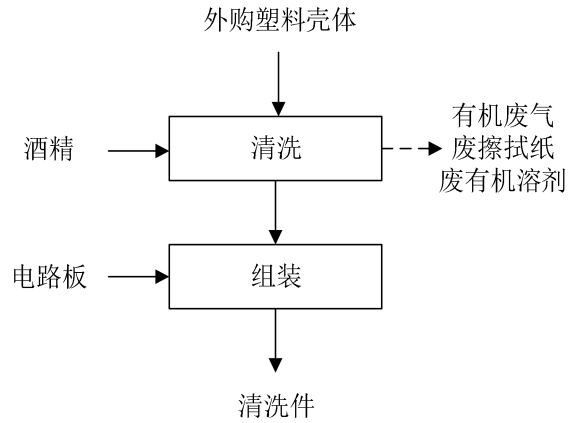 外购塑料壳体
酒精
清洗
有机废气
废擦拭纸
废有机溶剂
电路板
组装
清洗件